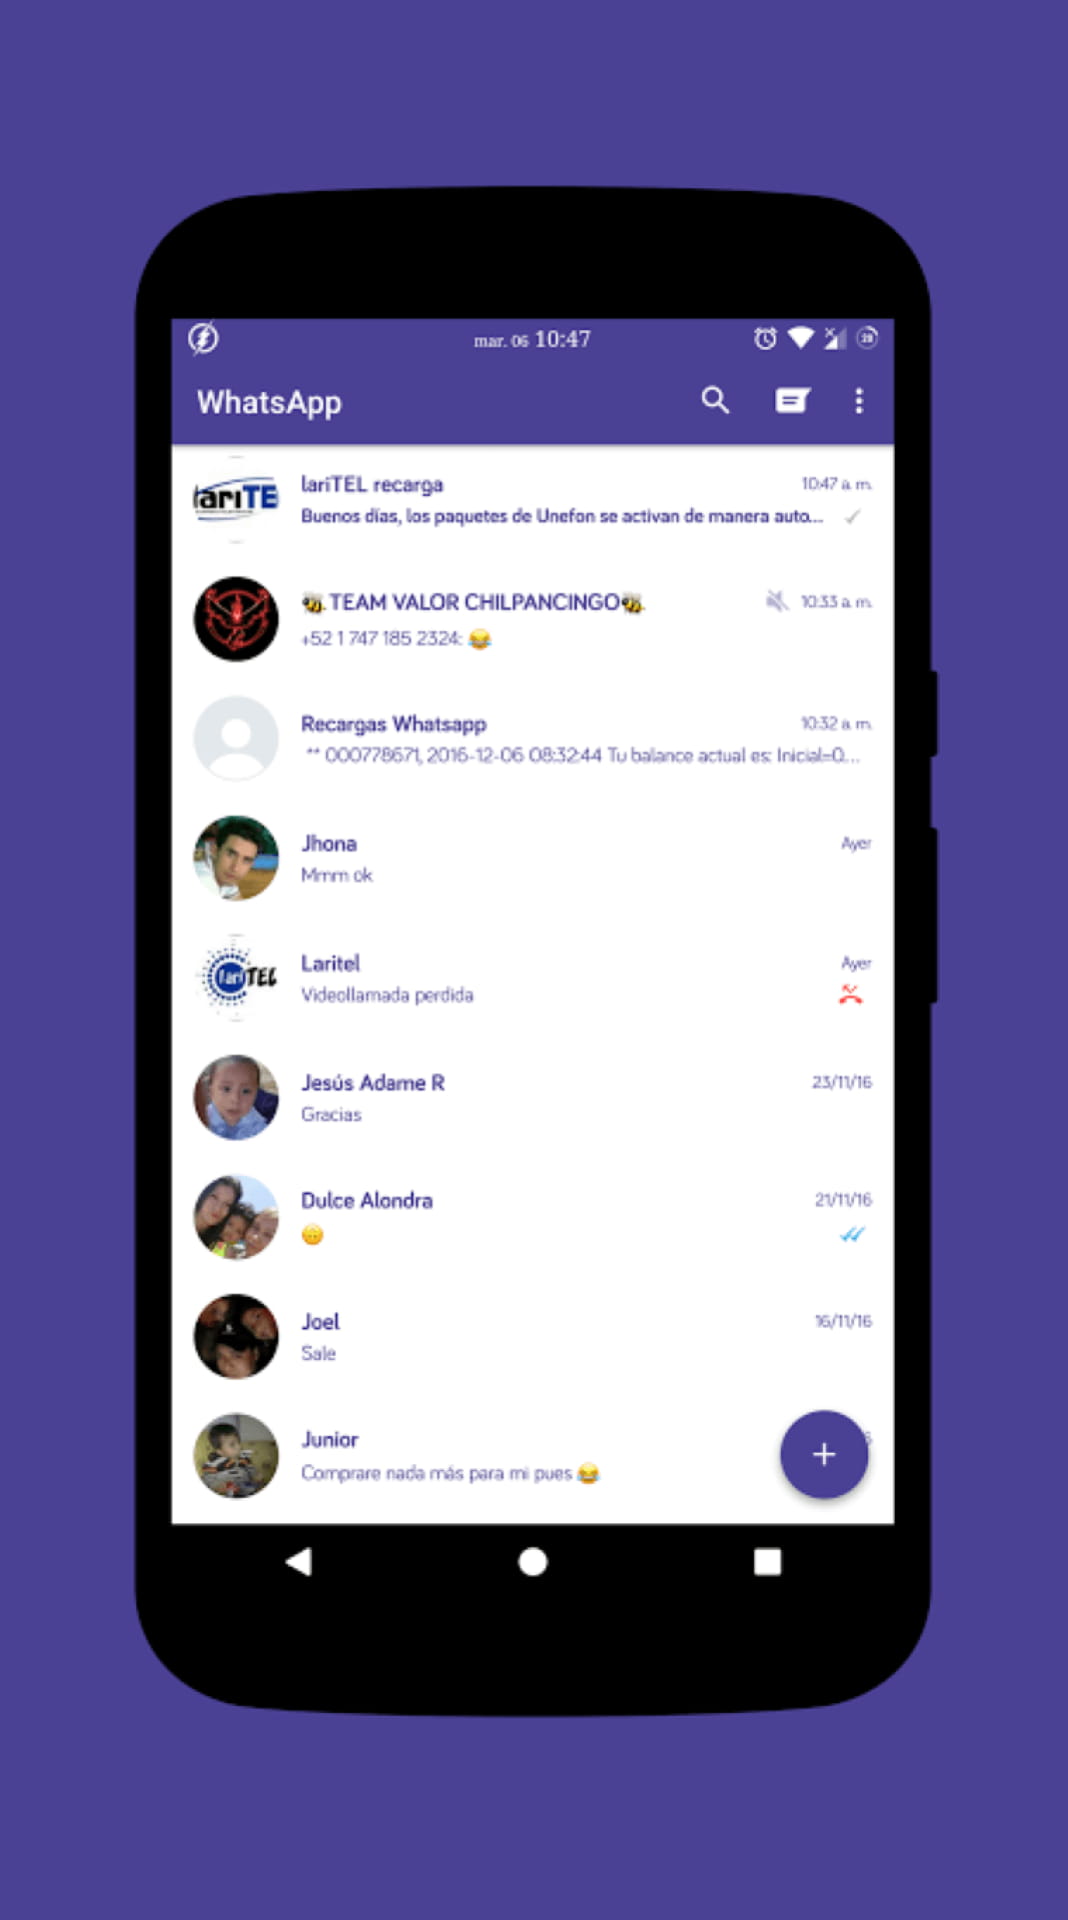 mar. 06 10:47
WhatsApp
lariTEL recarga 10:47 a. m.
Buenos días, los paquetes de Unefon se activan de manera auto...
🐝TEAM VALOR CHILPANCINGO🐝 10:33 a. m.
+52 1 747 185 2324: 😂
Recargas Whatsapp 10:32 a. m.
** 000778671, 2016-12-06 08:32:44 Tu balance actual es: Inicial=0...
Jhona Ayer
Mmm ok
Laritel Ayer
lari TEL
Videollamada perdida
Jesús Adame R 23/11/16
Gracias
Dulce Alondra 21/11/16
Joel 16/11/16
Sale
Junior
Comprare nada más para mi pues 😂